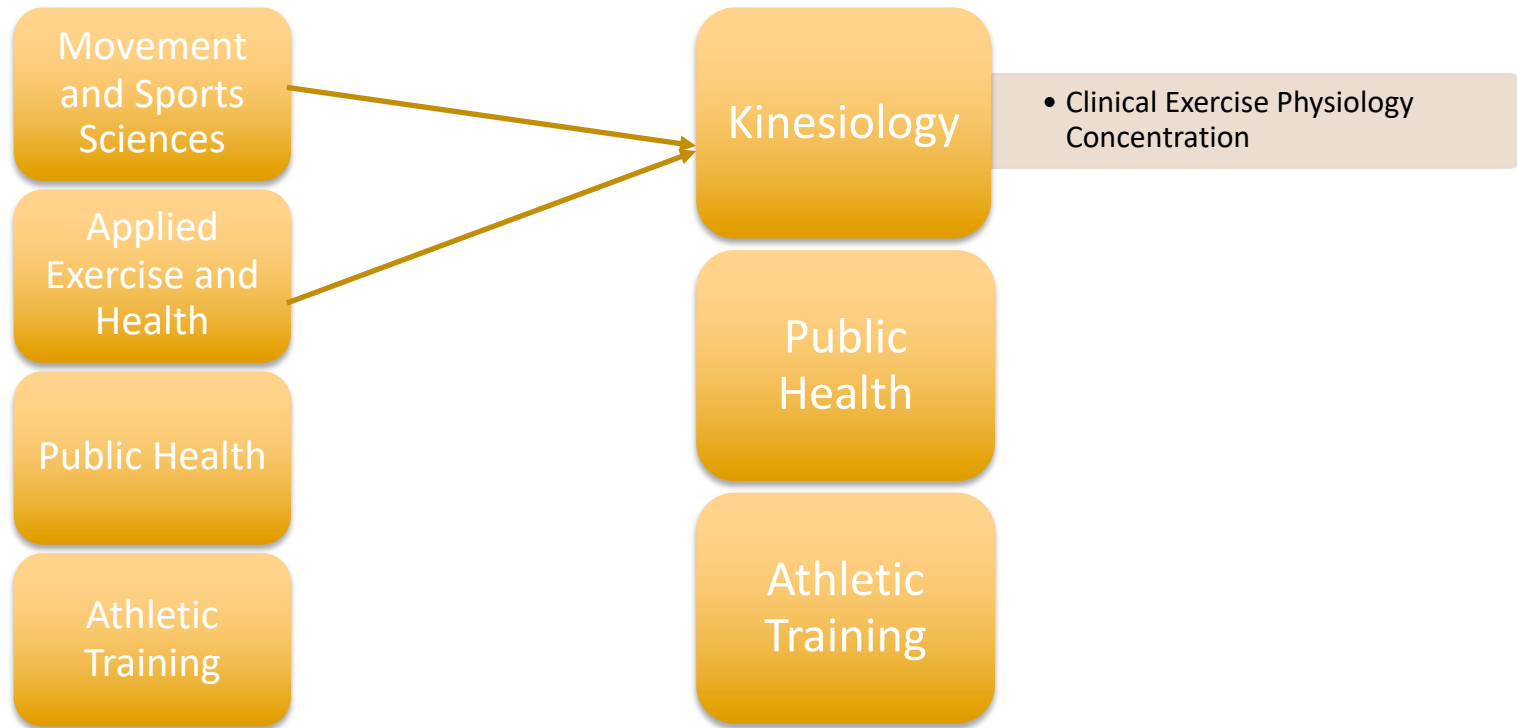 Movement
and Sports
Sciences
Applied
Exercise and
Health
Public Health
Athletic
Training
Kinesiology
• Clinical Exercise Physiology
Concentration
Public
Health
Athletic
Training